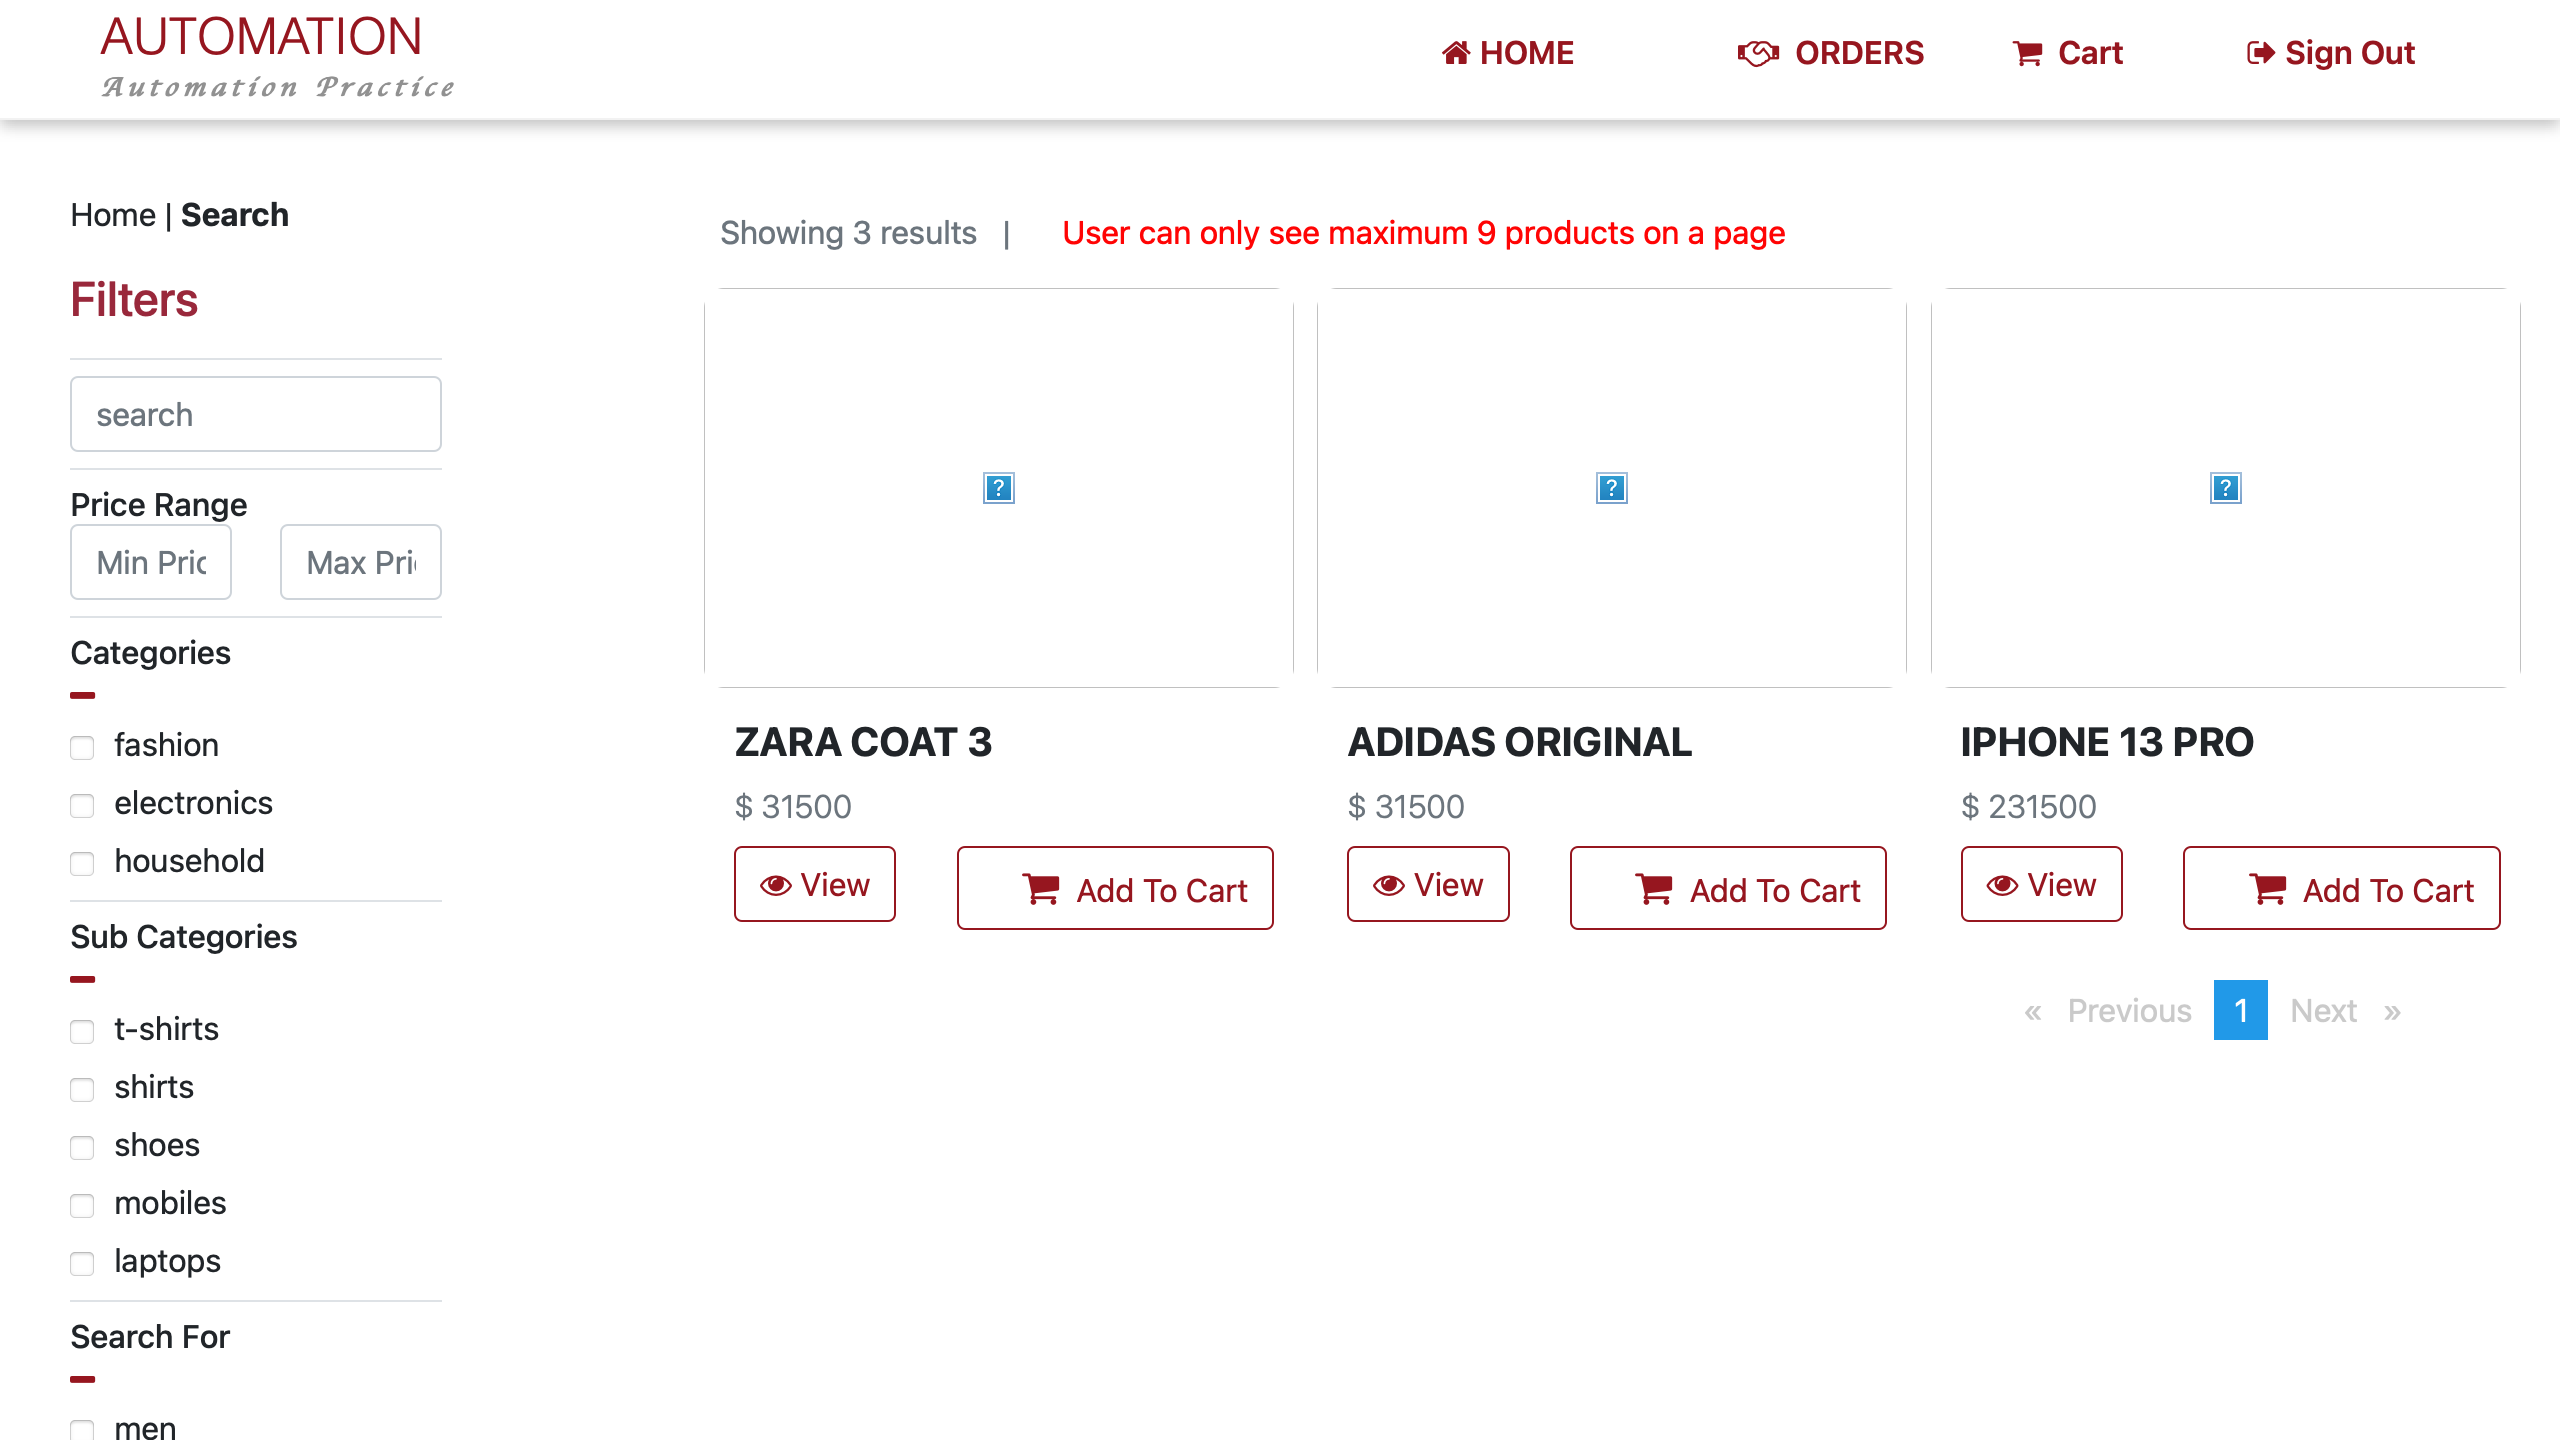 AUTOMATION
Automation Practice
HOME
ORDERS
Cart
Sign Out
Home | Search
Filters
search
Price Range
Min Pric
Max Pri
Categories
fashion
electronics
household
Sub Categories
t-shirts
shirts
shoes
mobiles
laptops
Search For
men
Showing 3 results |
User can only see maximum 9 products on a page
ZARA COAT 3
$ 31500
View
Add To Cart
ADIDAS ORIGINAL
$ 31500
View
Add To Cart
IPHONE 13 PRO
$ 231500
View
Add To Cart
« Previous 1 Next »